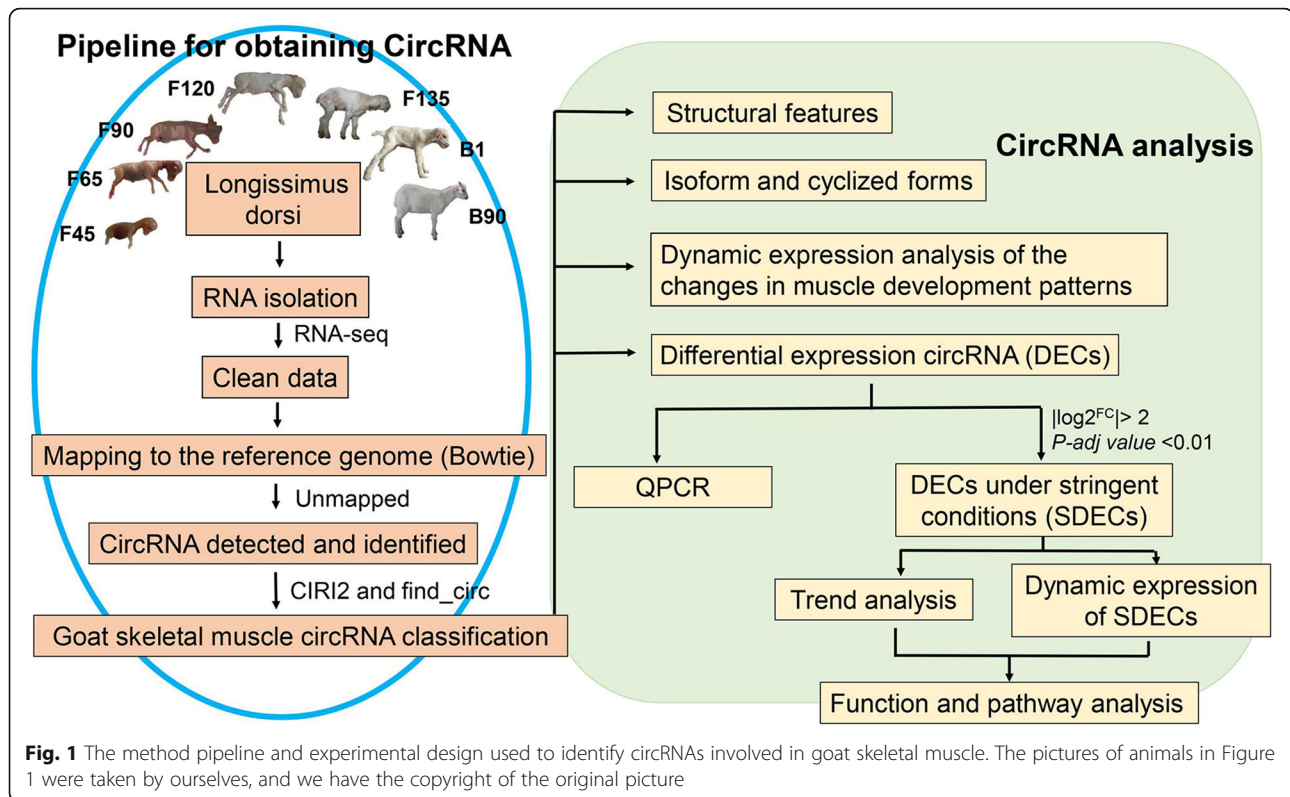 Pipeline for obtaining CircRNA
F120
F135
F90
B1
F65
B90
F45
Longissimus
dorsi
RNA isolation
RNA-seq
Clean data
Mapping to the reference genome (Bowtie)
Unmapped
CircRNA detected and identified
CIRI2 and find_circ
Goat skeletal muscle circRNA classification
CircRNA analysis
Structural features
Isoform and cyclized forms
Dynamic expression analysis of the
changes in muscle development patterns
Differential expression circRNA (DECs)
|log2^FC|> 2
P-adj value <0.01
QPCR
DECs under stringent
conditions (SDECs)
Trend analysis
Dynamic expression
of SDECs
Function and pathway analysis
Fig. 1 The method pipeline and experimental design used to identify circRNAs involved in goat skeletal muscle. The pictures of animals in Figure
1 were taken by ourselves, and we have the copyright of the original picture